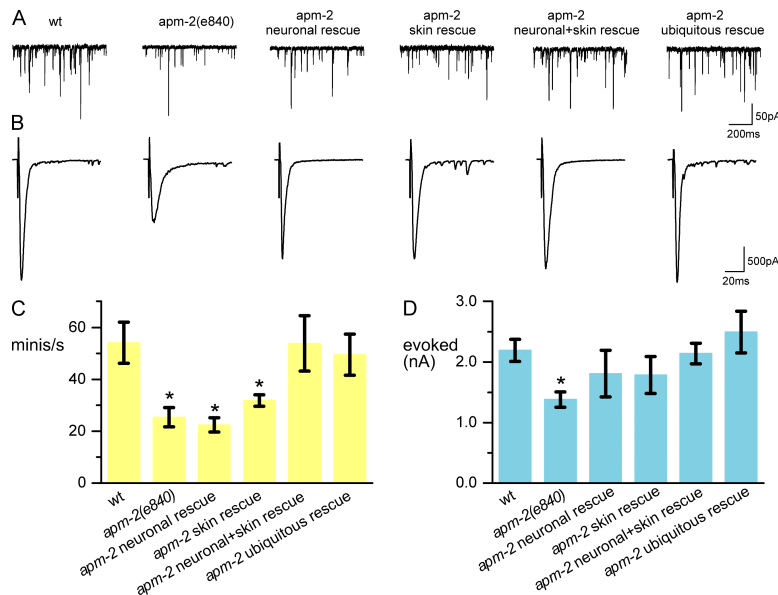 A
wt
apm-2(e840)
apm-2
neuronal rescue
apm-2
skin rescue
apm-2
neuronal+skin rescue
apm-2
ubiquitous rescue
50pA
200ms
B
500pA
20ms
C
minis/s
60
40
20
0
*
*
*
wt
apm-2(e840)
apm-2 neuronal rescue
apm-2 skin rescue
apm-2 neuronal+skin rescue
apm-2 ubiquitous rescue
D
evoked
(nA)
3.0
2.0
1.0
0.0
*
wt
apm-2(e840)
apm-2 neuronal rescue
apm-2 skin rescue
apm-2 neuronal+skin rescue
apm-2 ubiquitous rescue